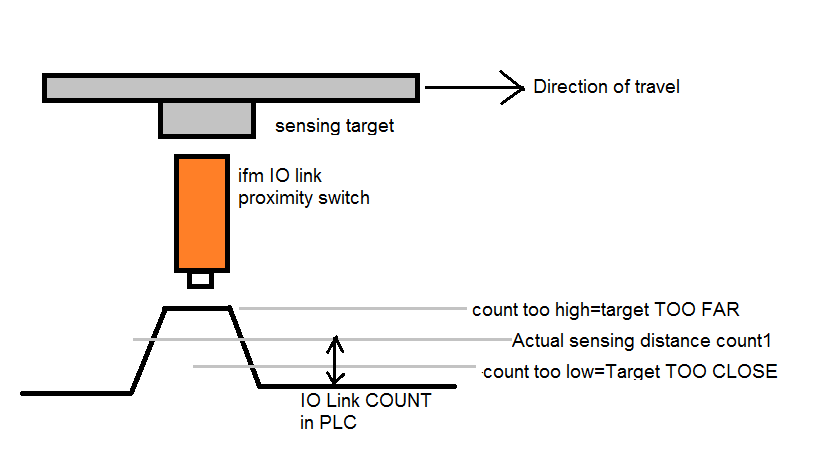 Direction of travel
sensing target
ifm IO link
proximity switch
count too high=target TOO FAR
Actual sensing distance count1
count too low=Target TOO CLOSE
IO Link COUNT
in PLC